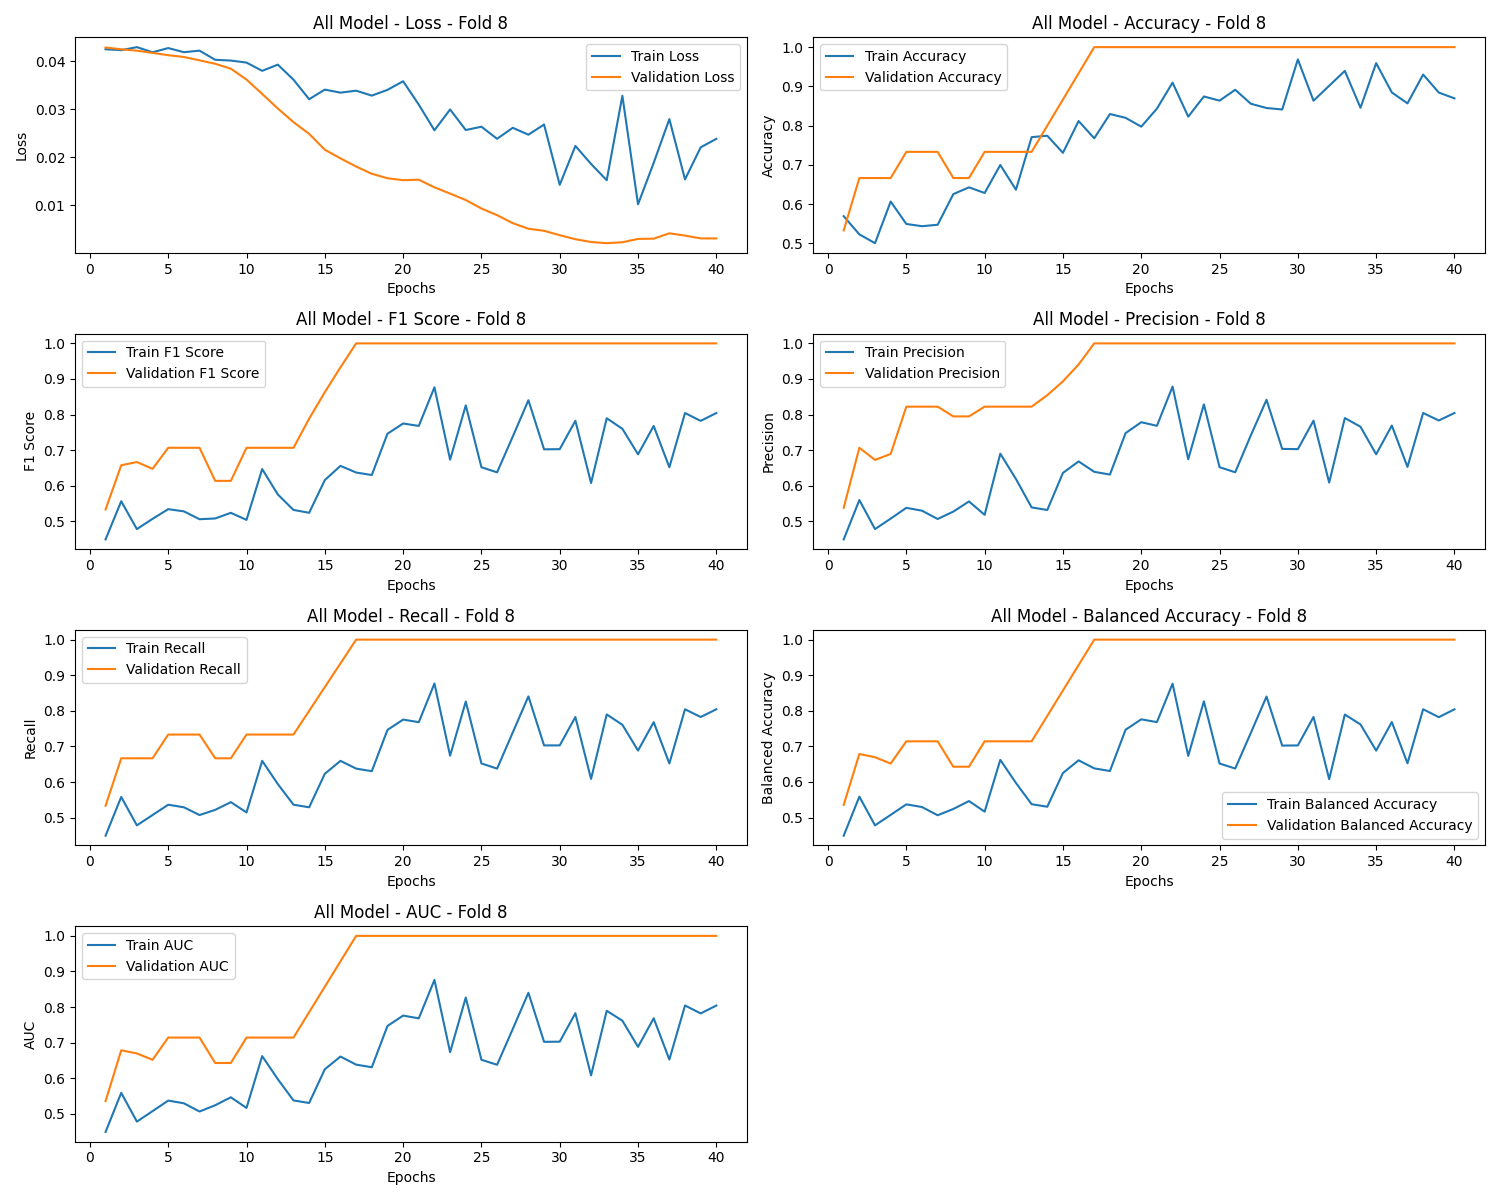 All Model - Loss - Fold 8
Loss
0.04
0.03
0.02
0.01
Train Loss
Validation Loss
0 5 10 15 20 25 30 35 40
Epochs
All Model - Accuracy - Fold 8
Accuracy
1.0
0.9
0.8
0.7
0.6
0.5
Train Accuracy
Validation Accuracy
0 5 10 15 20 25 30 35 40
Epochs
All Model - F1 Score - Fold 8
F1 Score
1.0
0.9
0.8
0.7
0.6
0.5
Train F1 Score
Validation F1 Score
0 5 10 15 20 25 30 35 40
Epochs
All Model - Precision - Fold 8
Precision
1.0
0.9
0.8
0.7
0.6
0.5
Train Precision
Validation Precision
0 5 10 15 20 25 30 35 40
Epochs
All Model - Recall - Fold 8
Recall
1.0
0.9
0.8
0.7
0.6
0.5
Train Recall
Validation Recall
0 5 10 15 20 25 30 35 40
Epochs
All Model - Balanced Accuracy - Fold 8
Balanced Accuracy
1.0
0.9
0.8
0.7
0.6
0.5
Train Balanced Accuracy
Validation Balanced Accuracy
0 5 10 15 20 25 30 35 40
Epochs
All Model - AUC - Fold 8
AUC
1.0
0.9
0.8
0.7
0.6
0.5
Train AUC
Validation AUC
0 5 10 15 20 25 30 35 40
Epochs